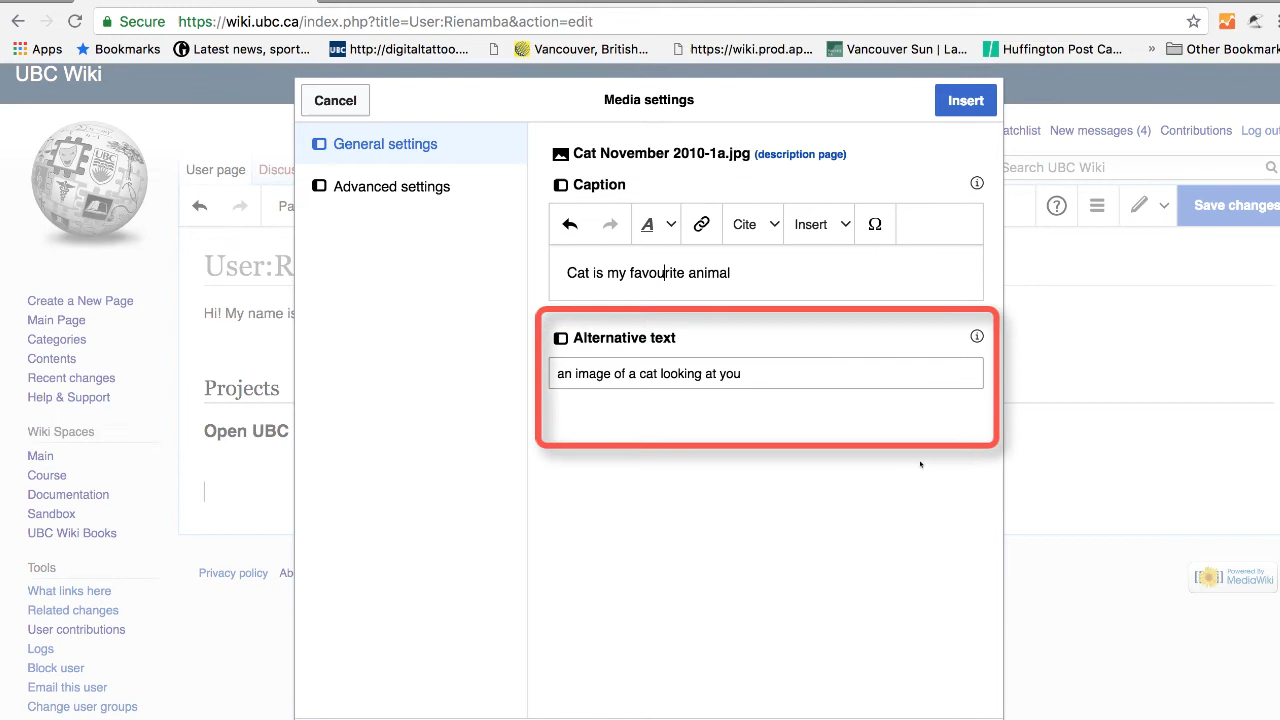 Secure https://wiki.ubc.ca/index.php?title=User:Rienamba&action=edit
Apps Bookmarks Latest news, sport... UBC http://digitaltattoo.... Vancouver, British... https://wiki.prod.ap... Vancouver Sun | La... Huffington Post Ca... » Other Bookmark
UBC Wiki
Cancel Media settings Insert
atchlist New messages (4) Contributions Log out
General settings
Cat November 2010-1a.jpg (description page)
User page Discus
Search UBC Wiki
Advanced settings
Caption
Pa
Save changes
A Cite Insert Ω
User:R
Cat is my favourite animal
Create a New Page
Main Page
Categories
Contents
Recent changes
Help & Support
Hi! My name is
Alternative text
an image of a cat looking at you
Projects
Open UBC
Wiki Spaces
Main
Course
Documentation
Sandbox
UBC Wiki Books
Tools
What links here
Related changes
User contributions
Logs
Block user
Email this user
Change user groups
Privacy policy Ab
Powered By
MediaWiki